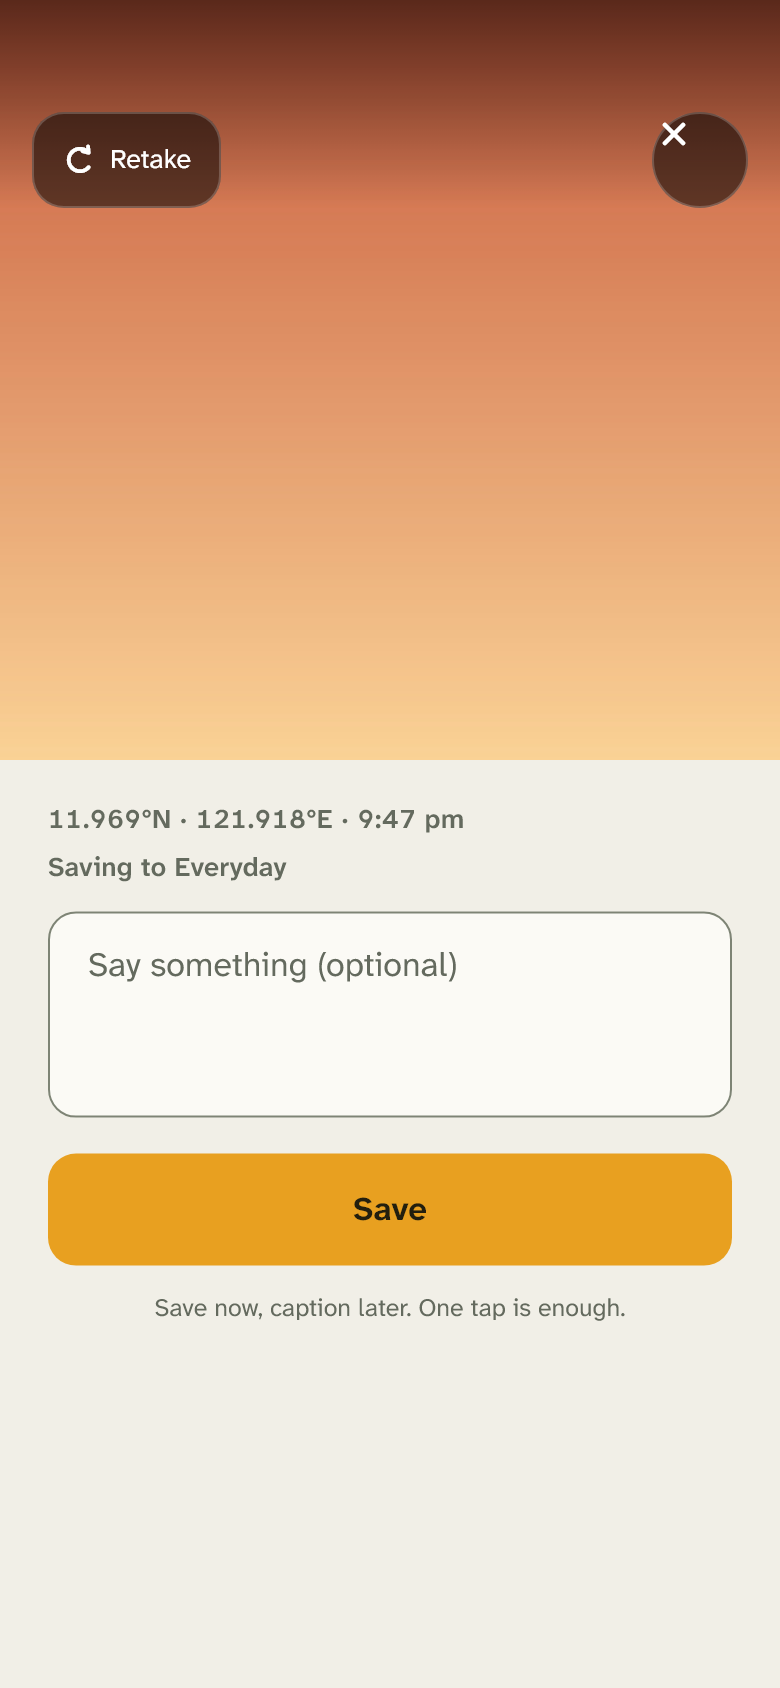 Retake
11.969°N · 121.918°E · 9:47 pm
Saving to Everyday
Say something (optional)
Save
Save now, caption later. One tap is enough.